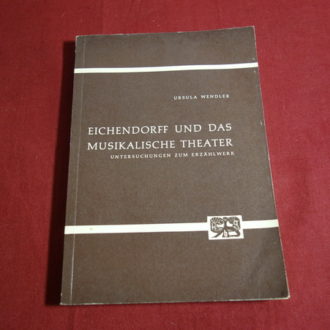 URSULA WENDLER
EICHENDORFF UND DAS
MUSIKALISCHE THEATER
UNTERSUCHUNGEN ZUM ERZÄHLWERK